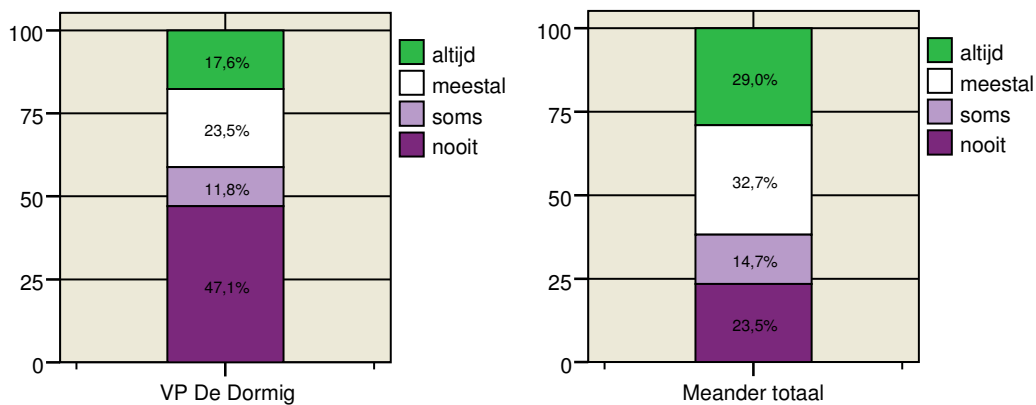 100
75
50
25
0
17,6%
23,5%
11,8%
47,1%
altijd
meestal
soms
nooit
VP De Dormig
100
75
50
25
0
29,0%
32,7%
14,7%
23,5%
altijd
meestal
soms
nooit
Meander totaal